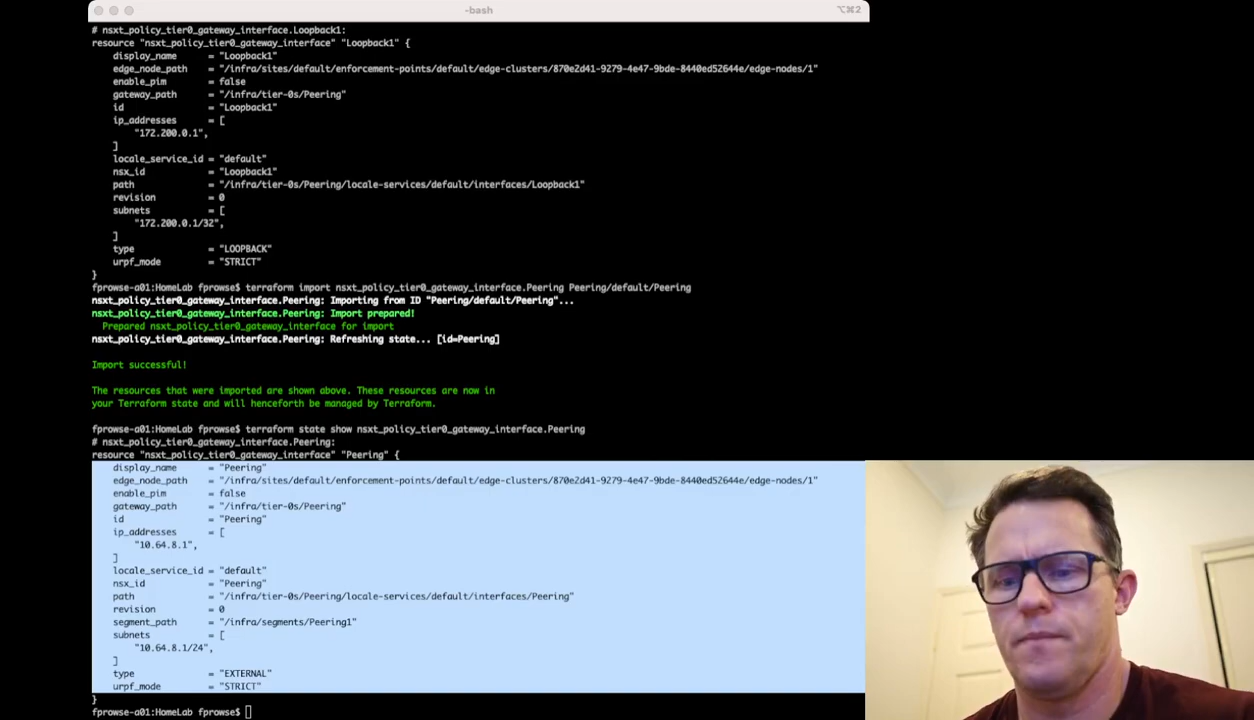 -bash
⌥⌘2
# nsxt_policy_tier0_gateway_interface.Loopback1:
resource "nsxt_policy_tier0_gateway_interface" "Loopback1" {
display_name = "Loopback1"
edge_node_path = "/infra/sites/default/enforcement-points/default/edge-clusters/870e2d41-9279-4e47-9bde-8440ed52644e/edge-nodes/1"
enable_pim = false
gateway_path = "/infra/tier-0s/Peering"
id = "Loopback1"
ip_addresses = [
"172.200.0.1",
]
locale_service_id = "default"
nsx_id = "Loopback1"
path = "/infra/tier-0s/Peering/locale-services/default/interfaces/Loopback1"
revision = 0
subnets = [
"172.200.0.1/32",
]
type = "LOOPBACK"
urpf_mode = "STRICT"
}
fprowse-a01:HomeLab fprowse$ terraform import nsxt_policy_tier0_gateway_interface.Peering Peering/default/Peering
nsxt_policy_tier0_gateway_interface.Peering: Importing from ID "Peering/default/Peering"...
nsxt_policy_tier0_gateway_interface.Peering: Import prepared!
Prepared nsxt_policy_tier0_gateway_interface for import
nsxt_policy_tier0_gateway_interface.Peering: Refreshing state... [id=Peering]
Import successful!
The resources that were imported are shown above. These resources are now in
your Terraform state and will henceforth be managed by Terraform.
fprowse-a01:HomeLab fprowse$ terraform state show nsxt_policy_tier0_gateway_interface.Peering
# nsxt_policy_tier0_gateway_interface.Peering:
resource "nsxt_policy_tier0_gateway_interface" "Peering" {
display_name = "Peering"
edge_node_path = "/infra/sites/default/enforcement-points/default/edge-clusters/870e2d41-9279-4e47-9bde-8440ed52644e/edge-nodes/1"
enable_pim = false
gateway_path = "/infra/tier-0s/Peering"
id = "Peering"
ip_addresses = [
"10.64.8.1",
]
locale_service_id = "default"
nsx_id = "Peering"
path = "/infra/tier-0s/Peering/locale-services/default/interfaces/Peering"
revision = 0
segment_path = "/infra/segments/Peering1"
subnets = [
"10.64.8.1/24",
]
type = "EXTERNAL"
urpf_mode = "STRICT"
}
fprowse-a01:HomeLab fprowse$